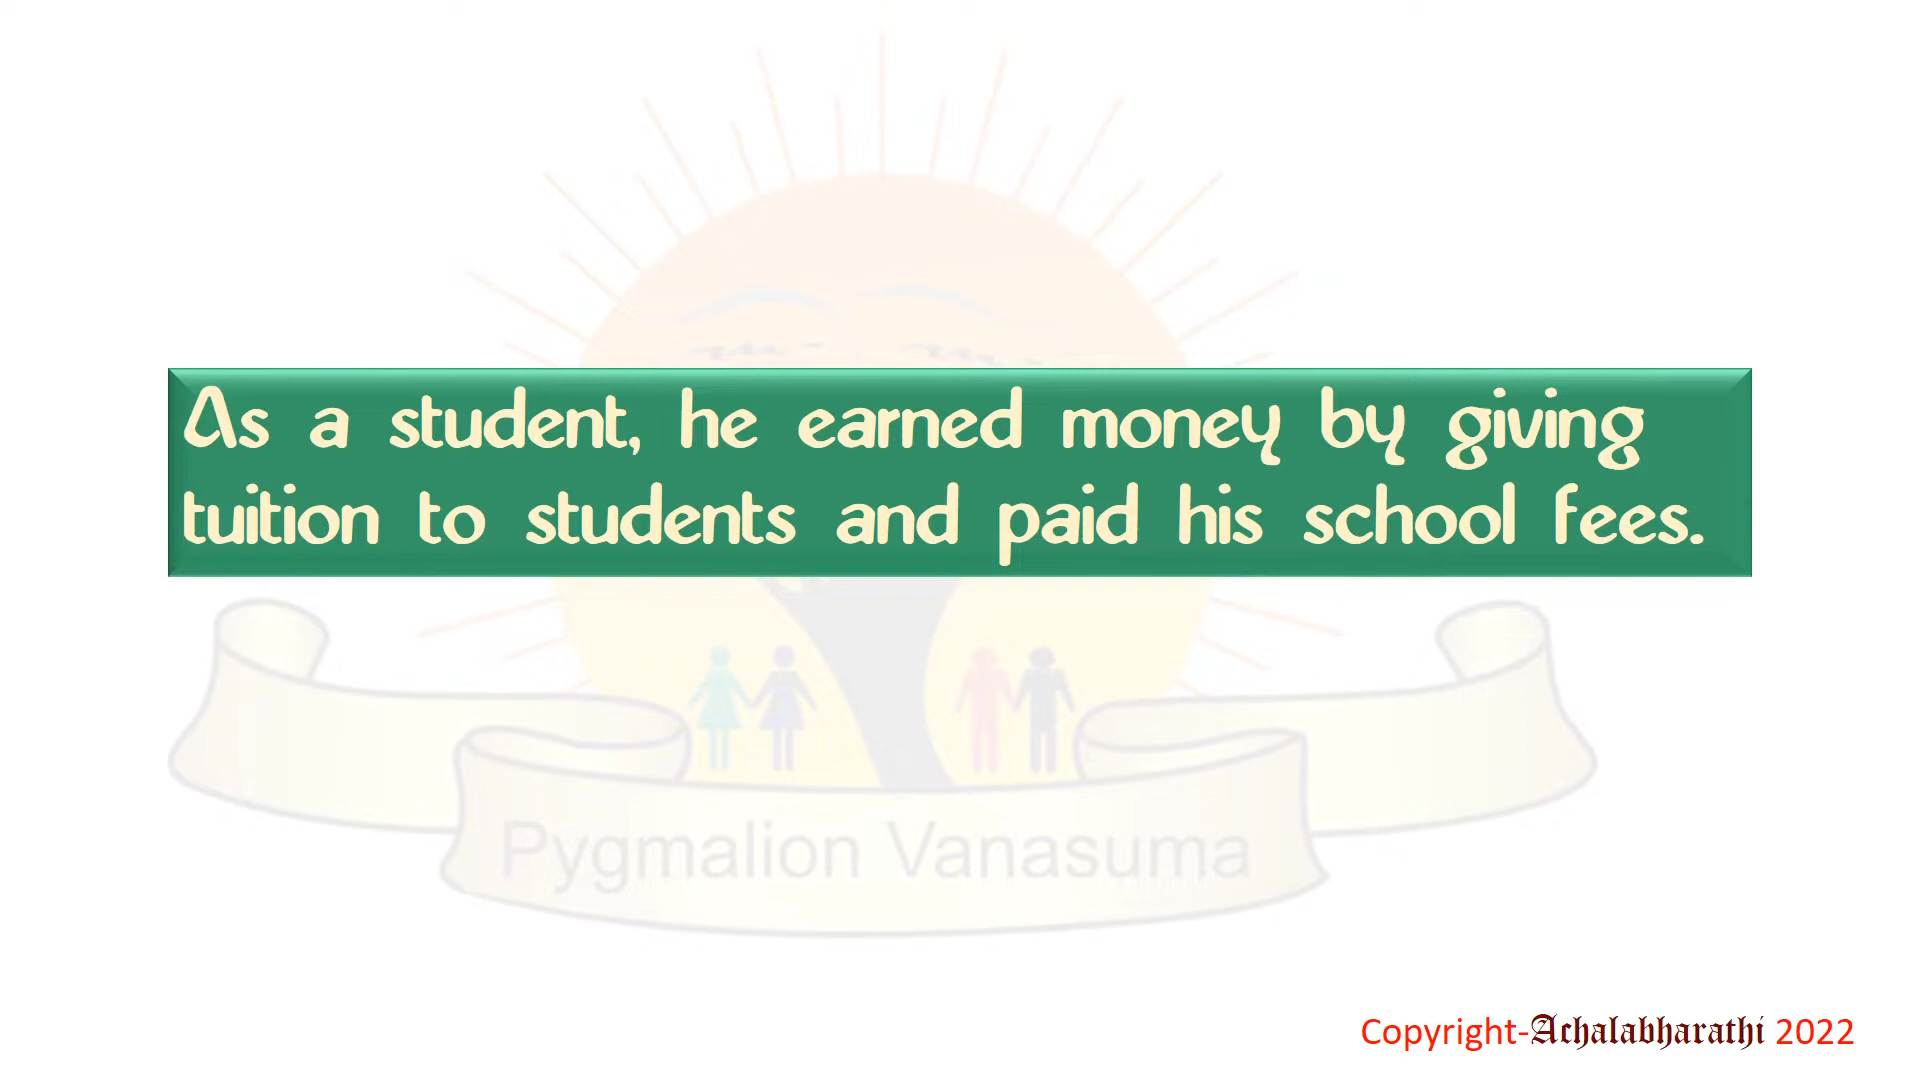 As a student, he earned money by giving
tuition to students and paid his school fees.
Pygmalion Vanasuma
Copyright-Achalabharathi 2022